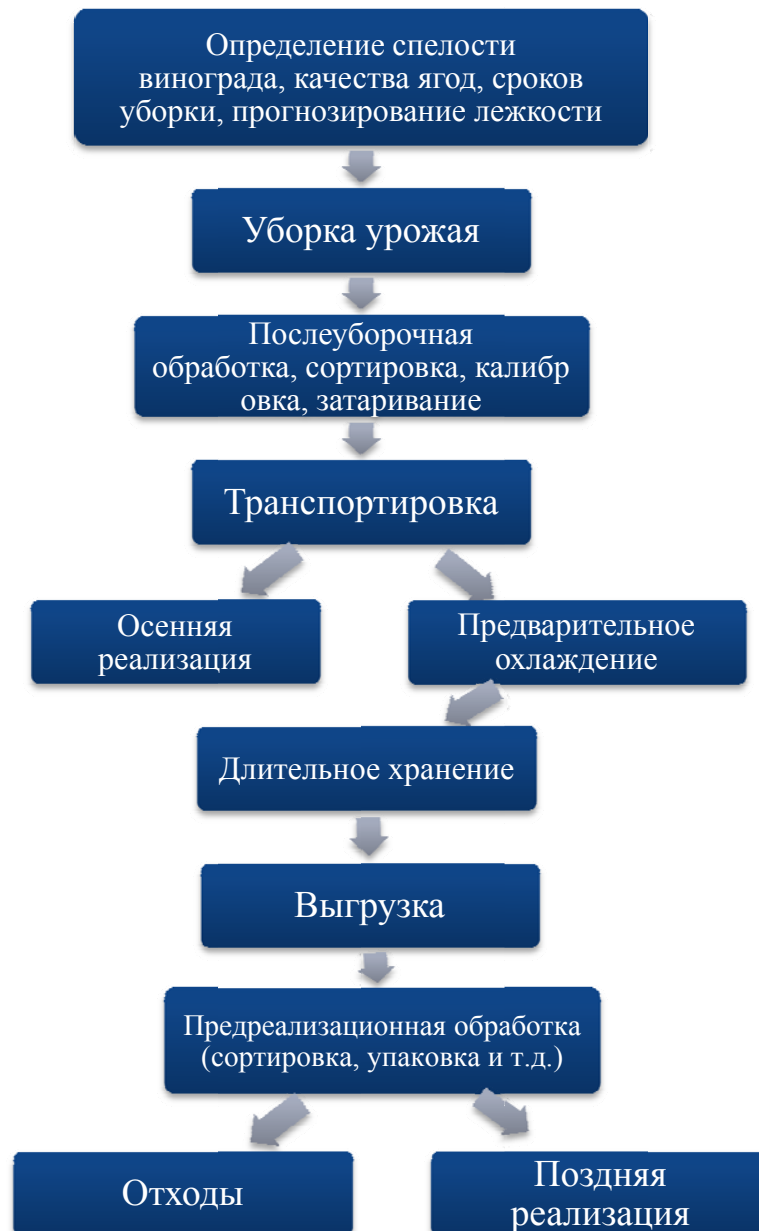 Определение спелости
винограда, качества ягод, сроков
уборки, прогнозирование лежкости
Уборка урожая
Послеуборочная
обработка, сортировка, калибр
овка, затаривание
Транспортировка
Осенняя
реализация
Предварительное
охлаждение
Длительное хранение
Выгрузка
Предреализационная обработка
(сортировка, упаковка и т.д.)
Отходы
Поздняя
реализация